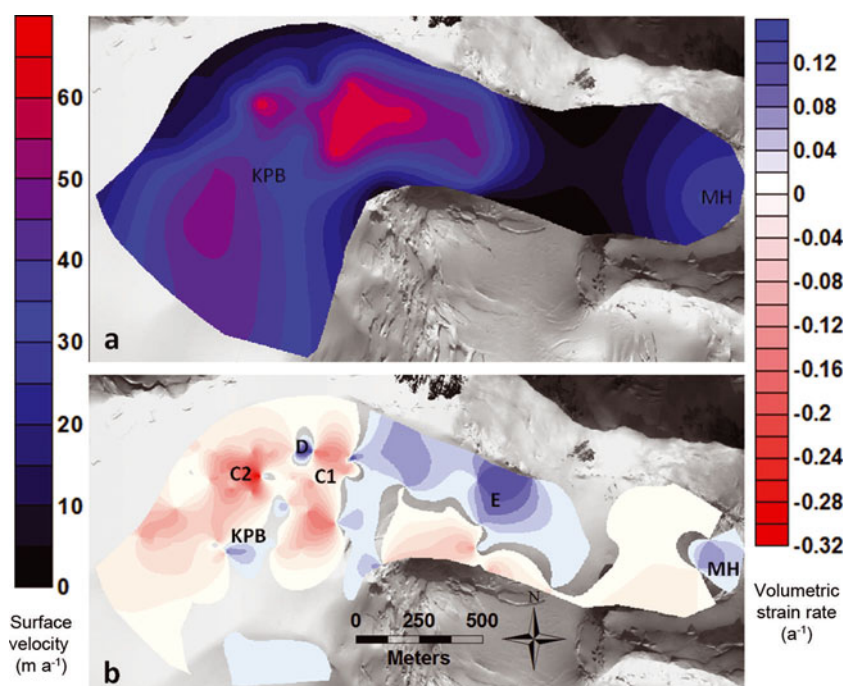 60
50
40
30
20
10
0
Surface
velocity
(m a-1)
KPB
MH
a
0.12
0.08
0.04
0
-0.04
-0.08
-0.12
-0.16
-0.2
-0.24
-0.28
-0.32
Volumetric
strain rate
(a-1)
D
C2
C1
E
KPB
MH
N
0 250 500
Meters
b